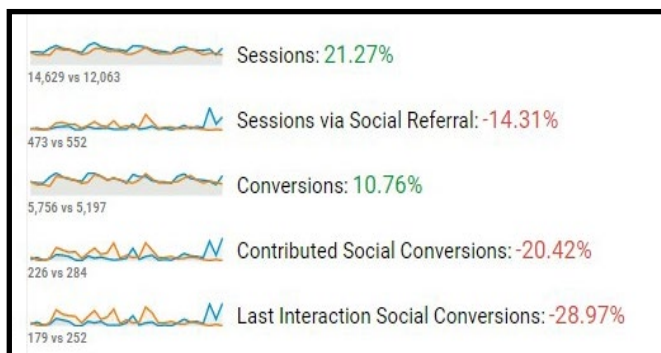 Sessions: 21.27%
14,629 vs 12,063
Sessions via Social Referral: -14.31%
473 vs 552
Conversions: 10.76%
5,756 vs 5,197
Contributed Social Conversions: -20.42%
226 vs 284
Last Interaction Social Conversions: -28.97%
179 vs 252